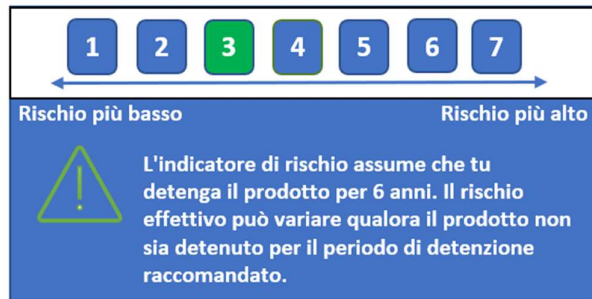 1 2 3 4 5 6 7
Rischio più basso Rischio più alto
L'indicatore di rischio assume che tu
detenga il prodotto per 6 anni. Il rischio
effettivo può variare qualora il prodotto non
sia detenuto per il periodo di detenzione
raccomandato.